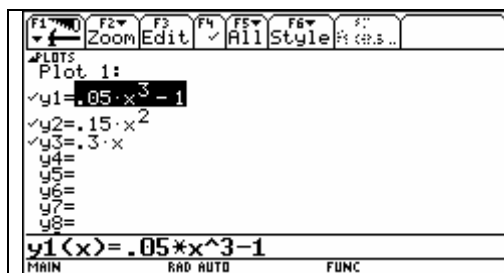 F1 F2▼ F3 F4 F5▼ F6▼
Zoom Edit ✓ All Style
▲PLOTS
Plot 1:
✓y1=.05·x³ − 1
✓y2=.15·x²
✓y3=.3·x
y4=
y5=
y6=
y7=
y8=
y1(x)=.05*x^3-1
MAIN RAD AUTO FUNC